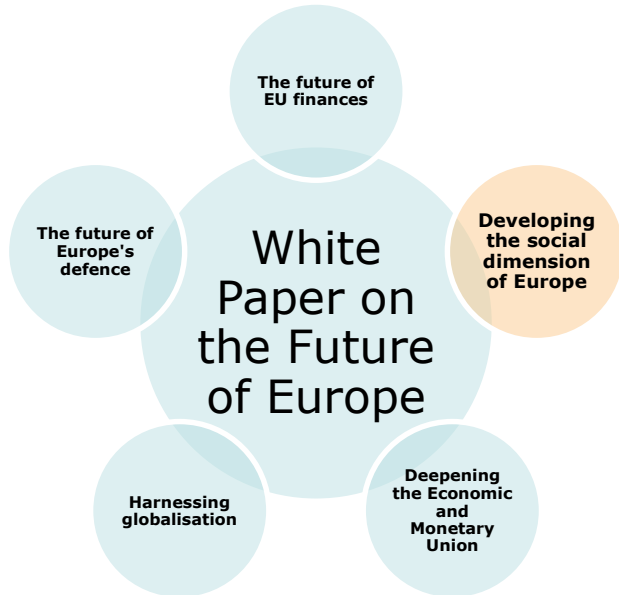 The future of
EU finances
Developing
the social
dimension
of Europe
The future of
Europe's
defence
White
Paper on
the Future
of Europe
Deepening
the Economic
and
Monetary
Union
Harnessing
globalisation